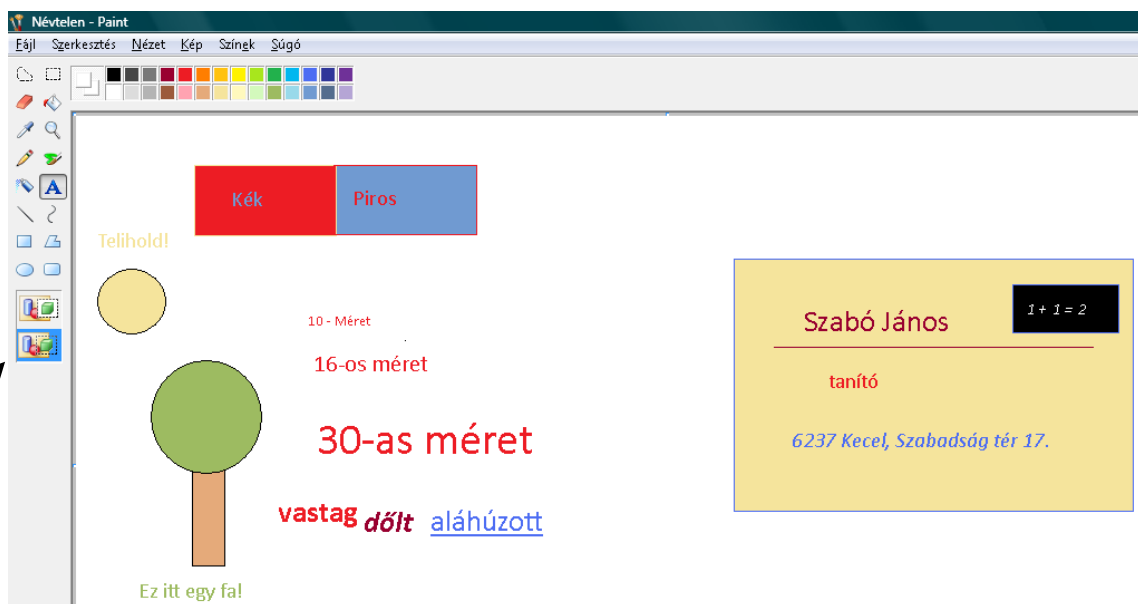 Névtelen - Paint
Fájl Szerkesztés Nézet Kép Színek Súgó
Kék Piros
Telihold!
10 - Méret
16-os méret
30-as méret
vastag dőlt aláhúzott
Ez itt egy fa!
Szabó János
1 + 1 = 2
tanító
6237 Kecel, Szabadság tér 17.